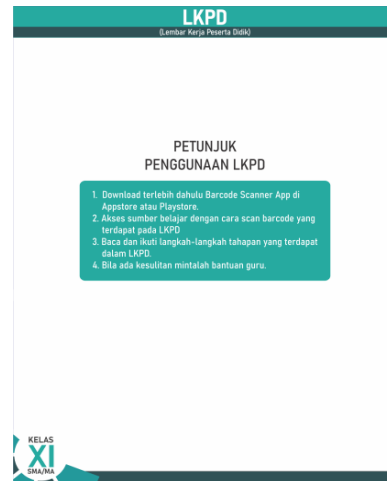 LKPD
(Lembar Kerja Peserta Didik)
PETUNJUK
PENGGUNAAN LKPD
1. Download terlebih dahulu Barcode Scanner App di
Appstore atau Playstore.
2. Akses sumber belajar dengan cara scan barcode yang
terdapat pada LKPD
3. Baca dan ikuti langkah-langkah tahapan yang terdapat
dalam LKPD.
4. Bila ada kesulitan mintalah bantuan guru.
KELAS
XI
SMA/MA